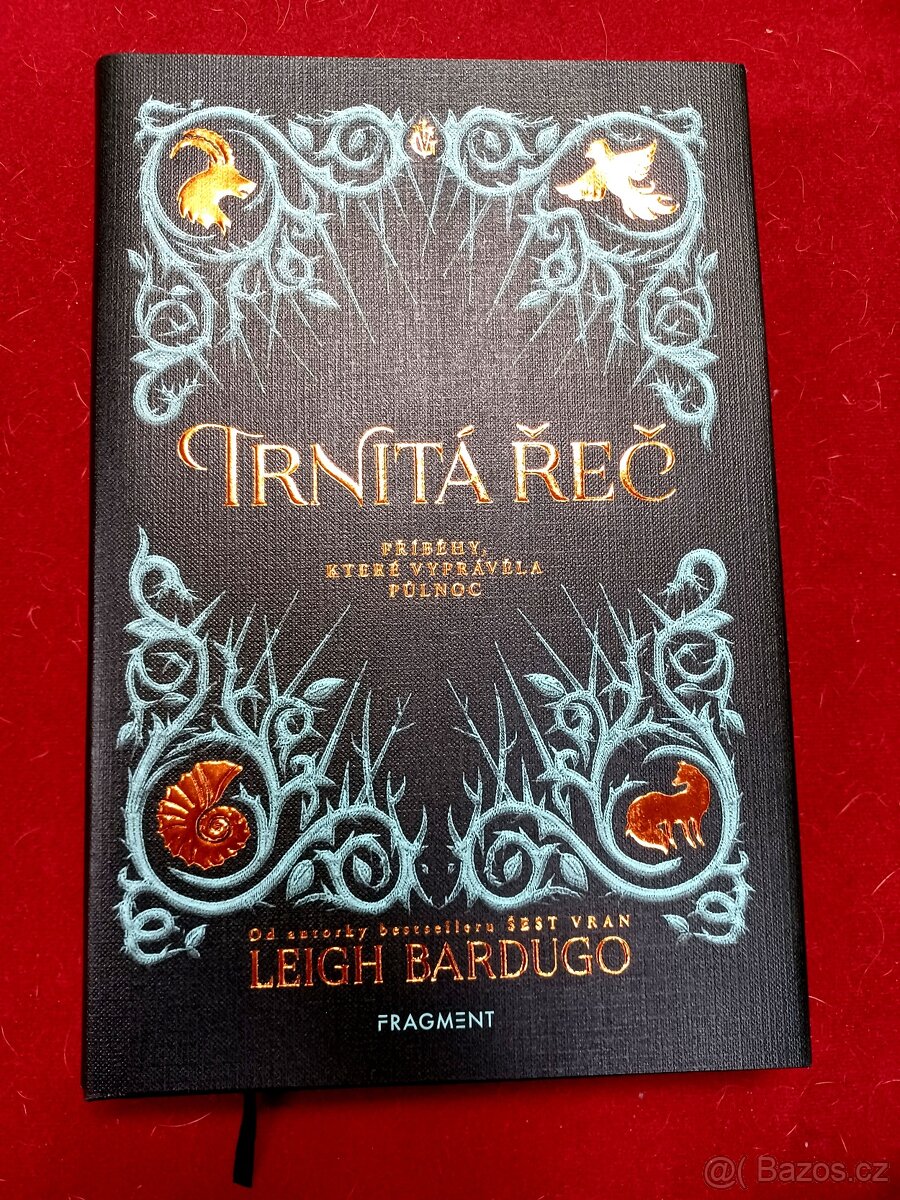 TRNITÁ ŘEČ
PŘÍBĚHY,
KTERÉ VYPRÁVĚLA
PŮLNOC
Od autorky bestselleru ŠEST VRAN
LEIGH BARDUGO
FRAGMENT
@( Bazos.cz